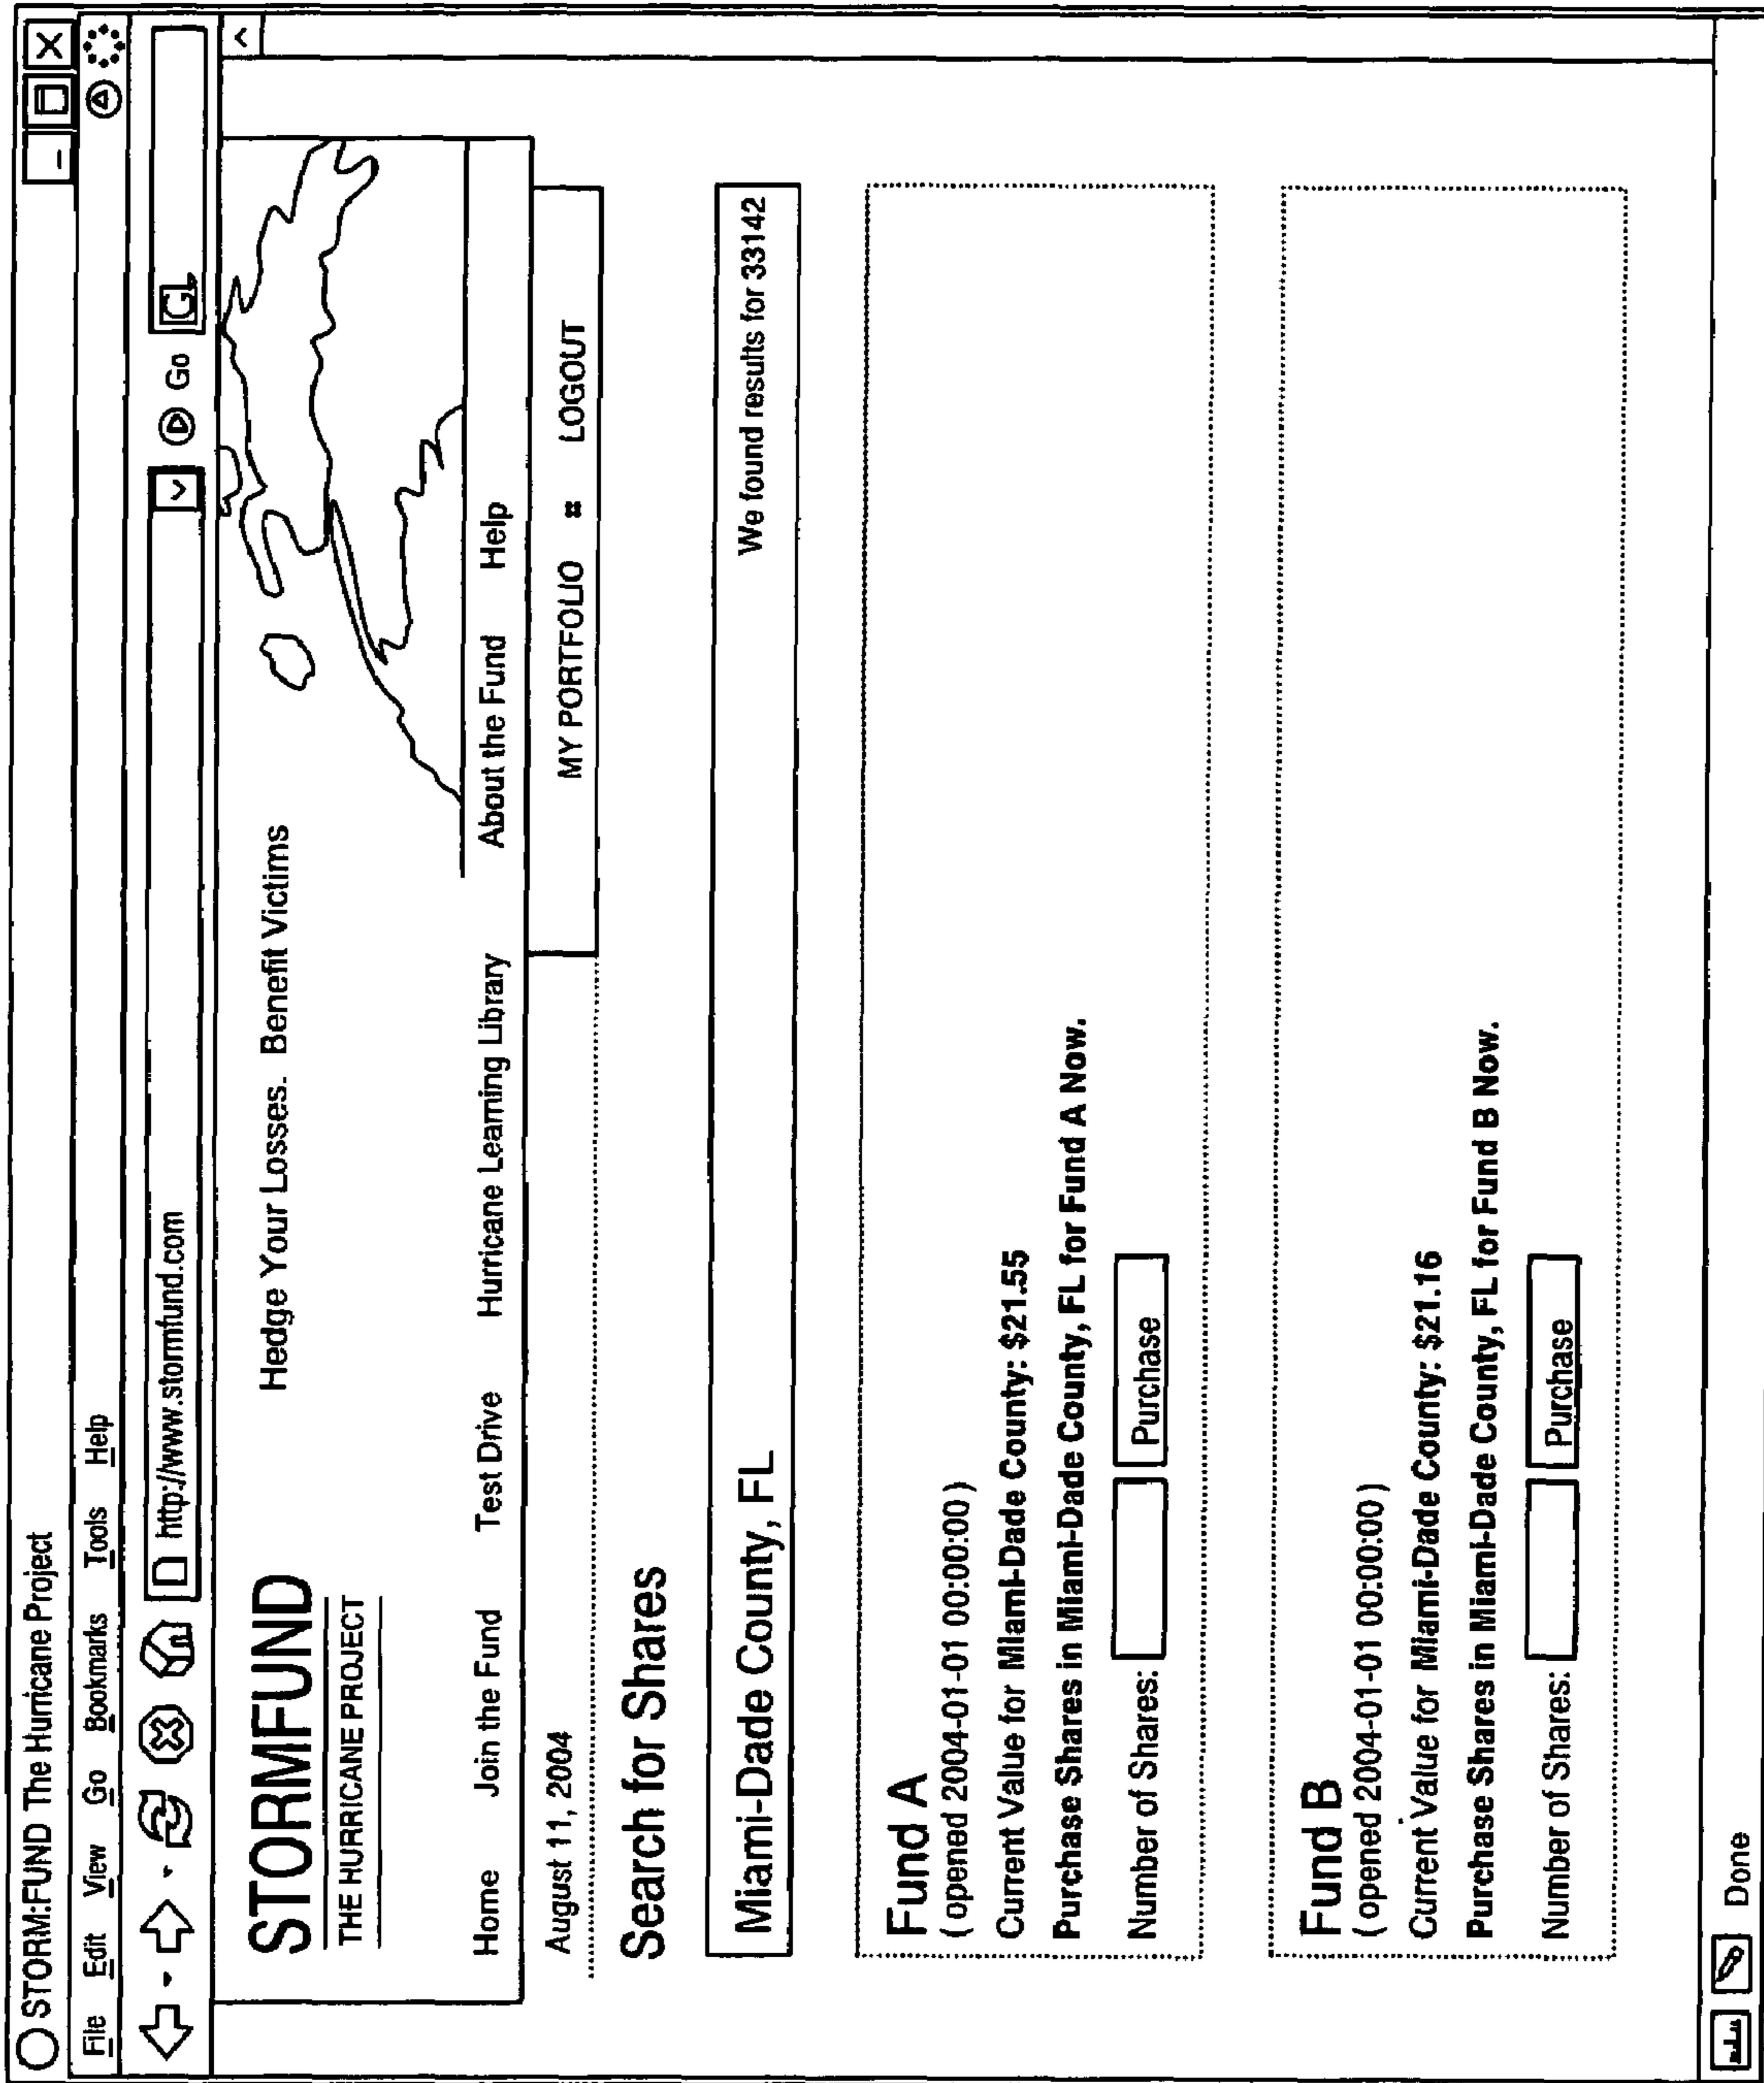 STORM:FUND The Hurricane Project
File Edit View Go Bookmarks Tools Help
http://www.stormfund.com Go G
STORMFUND
THE HURRICANE PROJECT
Hedge Your Losses. Benefit Victims
Home Join the Fund Test Drive Hurricane Learning Library About the Fund Help
August 11, 2004
MY PORTFOLIO :: LOGOUT
Search for Shares
Miami-Dade County, FL We found results for 33142
Fund A
(opened 2004-01-01 00:00:00)
Current Value for Miami-Dade County: $21.55
Purchase Shares in Miami-Dade County, FL for Fund A Now.
Number of Shares: Purchase
Fund B
(opened 2004-01-01 00:00:00)
Current Value for Miami-Dade County: $21.16
Purchase Shares in Miami-Dade County, FL for Fund B Now.
Number of Shares: Purchase
Done